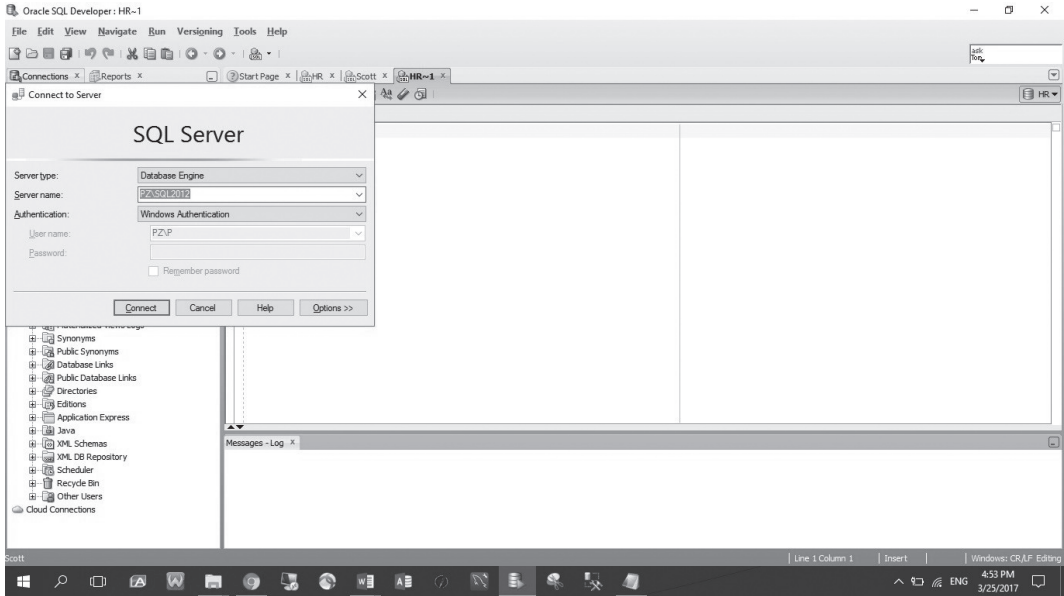 Oracle SQL Developer : HR~1
File Edit View Navigate Run Versioning Tools Help
ask Tom
Connections x Reports x
Start Page x HR x Scott x HR~1 x
Connect to Server
Aa
HR
SQL Server
Server type: Database Engine
Server name: PZ\SQL2012
Authentication: Windows Authentication
User name: PZ\P
Password:
Remember password
Connect Cancel Help Options >>
Synonyms
Public Synonyms
Database Links
Public Database Links
Directories
Editions
Application Express
Java
XML Schemas
XML DB Repository
Scheduler
Recycle Bin
Other Users
Cloud Connections
Messages - Log x
Scott
Line 1 Column 1 Insert Windows: CR/LF Editing
ENG
4:53 PM
3/25/2017